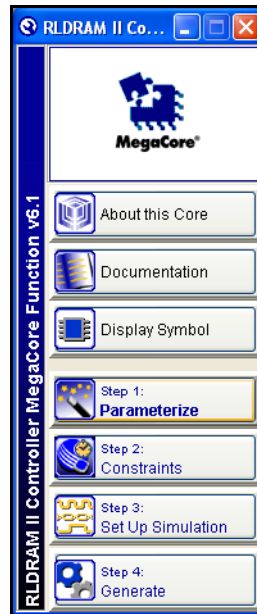 RLDRAM II Co...
MegaCore®
RLDRAM II Controller MegaCore Function v6.1
About this Core
Documentation
Display Symbol
Step 1:
Parameterize
Step 2:
Constraints
Step 3:
Set Up Simulation
Step 4:
Generate